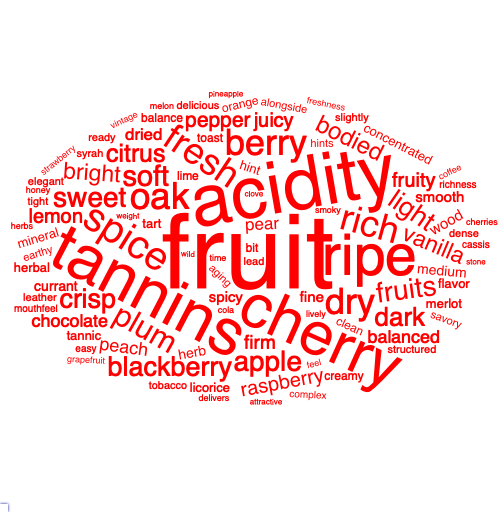 pineapple
melon delicious orange alongside freshness
vintage balance pepper juicy slightly
ready dried toast berry hints bodied concentrated
strawberry syrah citrus fresh hint
elegant bright soft lime acidity fruity coffee
honey sweet oak clove richness
tight smooth
herbs lemon spice weight tart pear smoky rich light wood cherries
mineral vanilla dense
earthy tannins wild fruit bit ripe cassis
herbal time lead medium stone
currant aging fruits flavor
leather crisp spicy cherry fine dry merlot
mouthfeel cola lively
chocolate plum clean dark savory
tannic firm balanced
easy peach herb structured
grapefruit blackberry apple feel
tobacco licorice raspberry creamy
delivers attractive complex